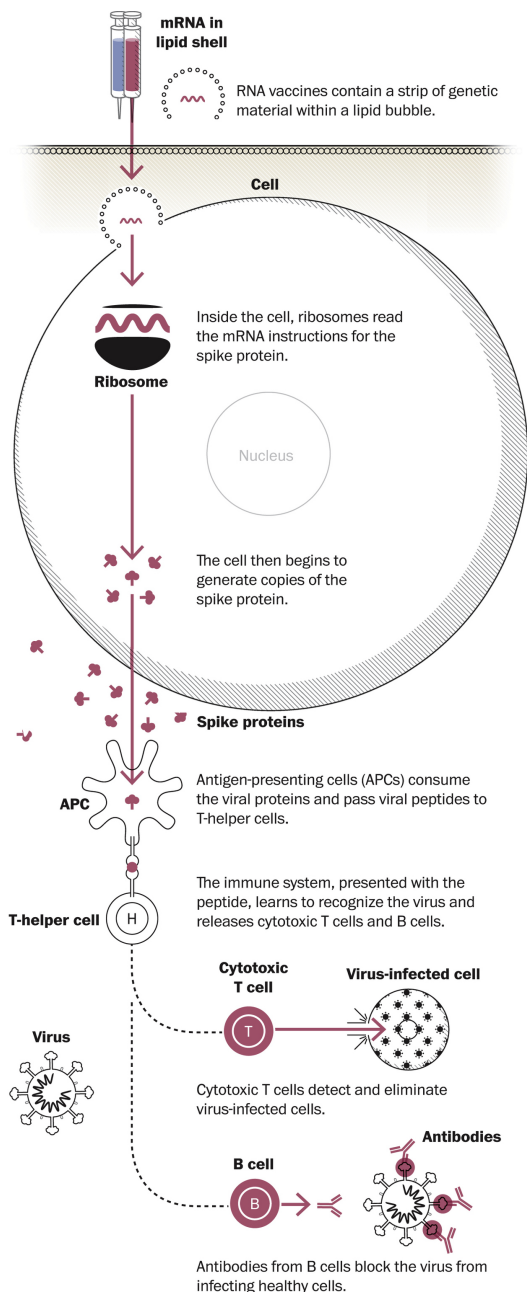 mRNA in
lipid shell
RNA vaccines contain a strip of genetic
material within a lipid bubble.
Cell
Inside the cell, ribosomes read
the mRNA instructions for the
spike protein.
Ribosome
Nucleus
The cell then begins to
generate copies of the
spike protein.
Spike proteins
APC
Antigen-presenting cells (APCs) consume
the viral proteins and pass viral peptides to
T-helper cells.
T-helper cell
H
The immune system, presented with the
peptide, learns to recognize the virus and
releases cytotoxic T cells and B cells.
Cytotoxic
T cell
Virus-infected cell
T
Virus
Cytotoxic T cells detect and eliminate
virus-infected cells.
B cell
Antibodies
B
Antibodies from B cells block the virus from
infecting healthy cells.